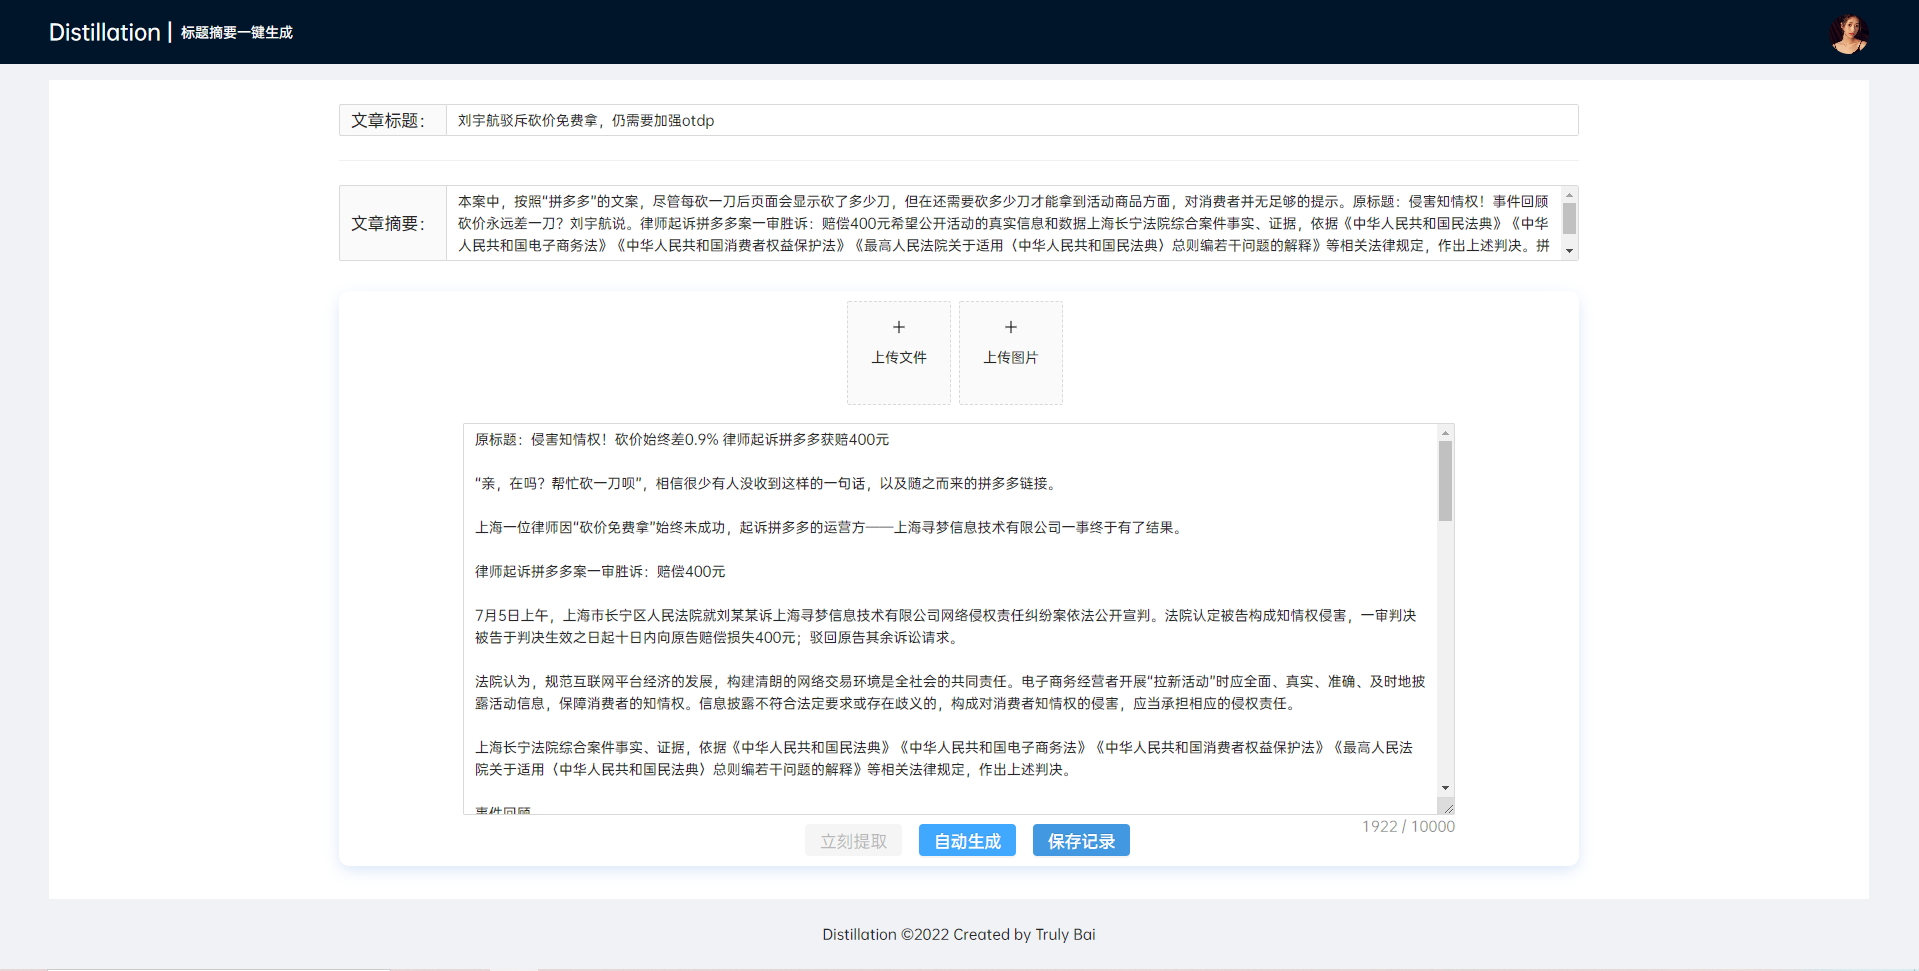 Distillation | 标题摘要一键生成
文章标题：
刘宇航驳斥砍价免费拿，仍需要加强otdp
文章摘要：
本案中，按照“拼多多”的文案，尽管每砍一刀后页面会显示砍了多少刀，但在还需要砍多少刀才能拿到活动商品方面，对消费者并无足够的提示。原标题：侵害知情权！事件回顾
砍价永远差一刀？刘宇航说。律师起诉拼多多案一审胜诉：赔偿400元希望公开活动的真实信息和数据上海长宁法院综合案件事实、证据，依据《中华人民共和国民法典》《中华
人民共和国电子商务法》《中华人民共和国消费者权益保护法》《最高人民法院关于适用〈中华人民共和国民法典〉总则编若干问题的解释》等相关法律规定，作出上述判决。拼
上传文件
上传图片
原标题：侵害知情权！砍价始终差0.9% 律师起诉拼多多获赔400元
“亲，在吗？帮忙砍一刀呗”，相信很少有人没收到这样的一句话，以及随之而来的拼多多链接。
上海一位律师因“砍价免费拿”始终未成功，起诉拼多多的运营方——上海寻梦信息技术有限公司一事终于有了结果。
律师起诉拼多多案一审胜诉：赔偿400元
7月5日上午，上海市长宁区人民法院就刘某某诉上海寻梦信息技术有限公司网络侵权责任纠纷案依法公开宣判。法院认定被告构成知情权侵害，一审判决
被告于判决生效之日起十日内向原告赔偿损失400元；驳回原告其余诉讼请求。
法院认为，规范互联网平台经济的发展，构建清朗的网络交易环境是全社会的共同责任。电子商务经营者开展“拉新活动”时应全面、真实、准确、及时地披
露活动信息，保障消费者的知情权。信息披露不符合法定要求或存在歧义的，构成对消费者知情权的侵害，应当承担相应的侵权责任。
上海长宁法院综合案件事实、证据，依据《中华人民共和国民法典》《中华人民共和国电子商务法》《中华人民共和国消费者权益保护法》《最高人民法
院关于适用〈中华人民共和国民法典〉总则编若干问题的解释》等相关法律规定，作出上述判决。
事件回顾
1922 / 10000
立刻提取
自动生成
保存记录
Distillation ©2022 Created by Truly Bai